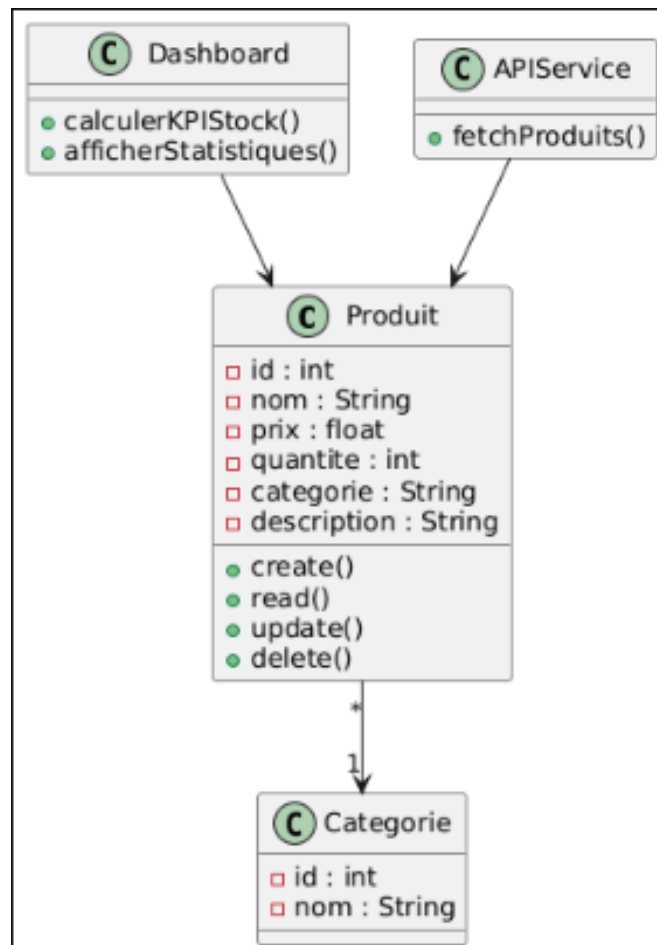 C Dashboard
calculerKPIStock()
afficherStatistiques()
C APIService
fetchProduits()
C Produit
id : int
nom : String
prix : float
quantite : int
categorie : String
description : String
create()
read()
update()
delete()
*
1
C Categorie
id : int
nom : String